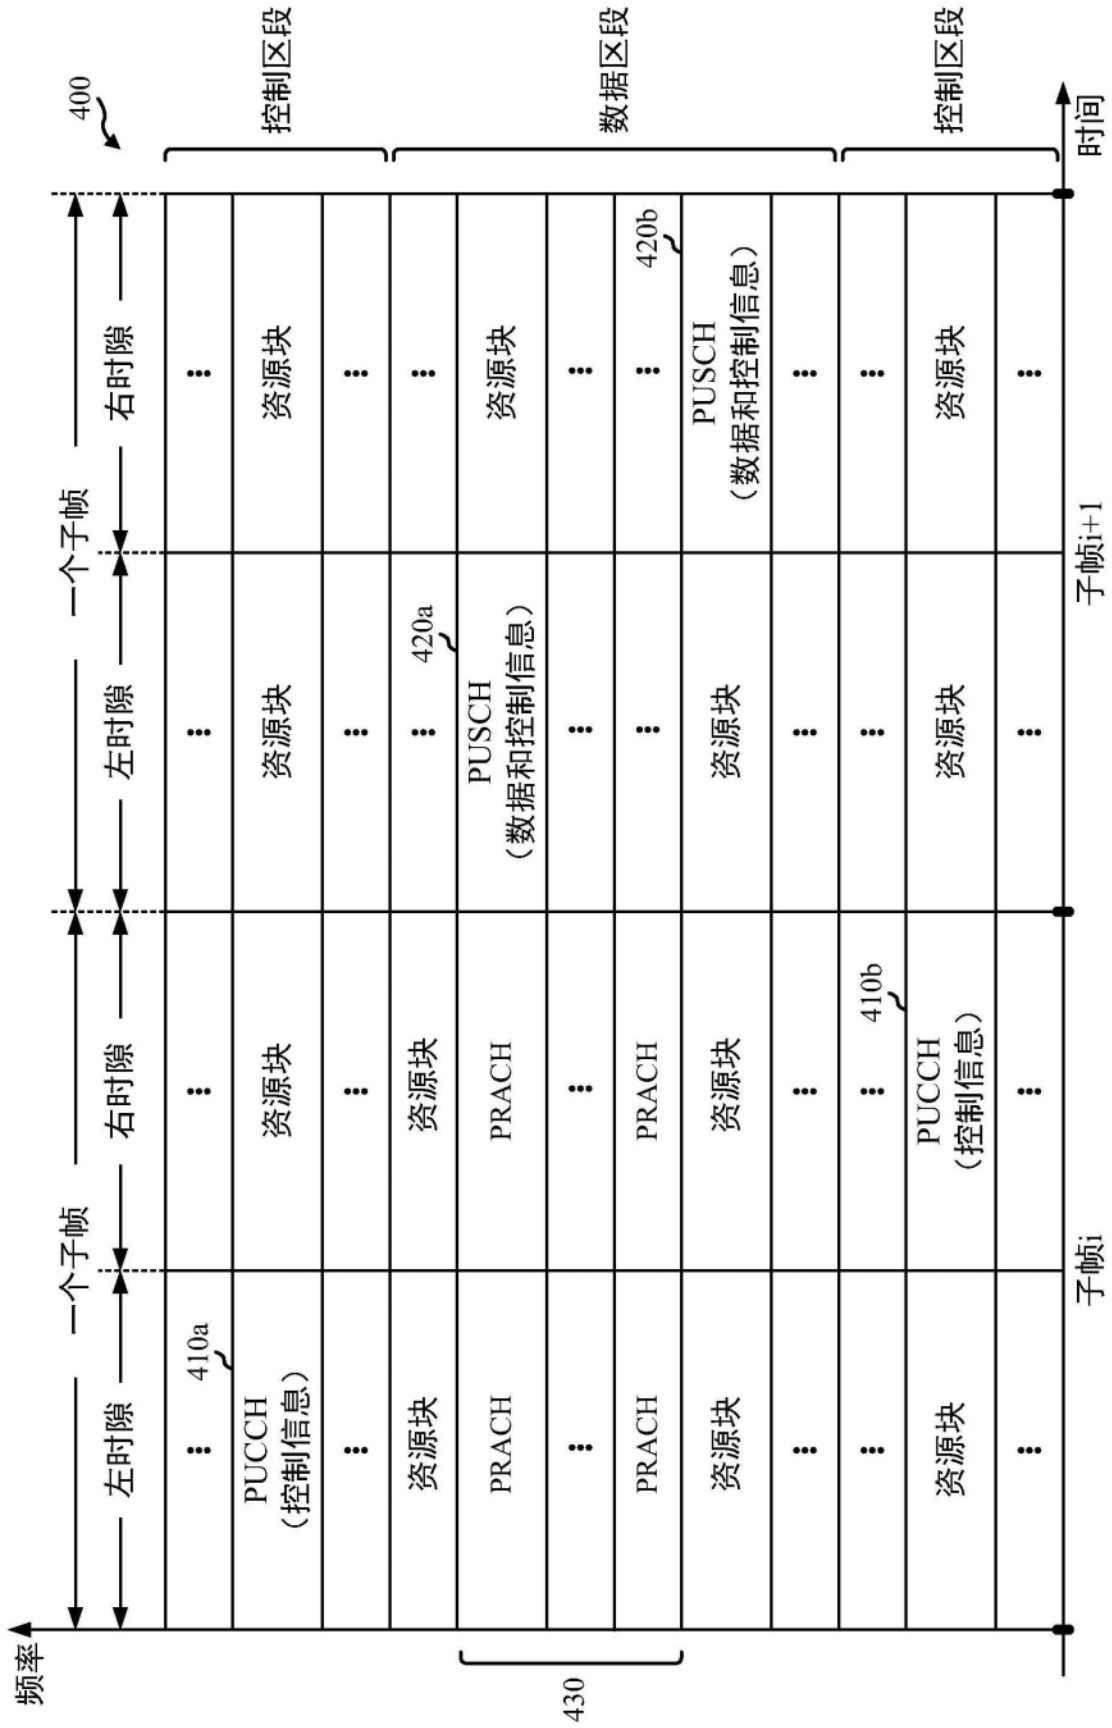 400
频率
一个子帧
一个子帧
左时隙
右时隙
左时隙
右时隙
410a
...
...
...
...
控制区段
PUCCH
（控制信息）
资源块
资源块
资源块
...
...
...
...
420a
资源块
资源块
...
...
数据区段
PRACH
PRACH
PUSCH
（数据和控制信息）
资源块
430
...
...
...
...
420b
PRACH
PRACH
...
...
资源块
资源块
资源块
PUSCH
（数据和控制信息）
...
...
...
...
410b
...
...
...
...
控制区段
资源块
PUCCH
（控制信息）
资源块
资源块
...
...
...
...
时间
子帧i
子帧i+1